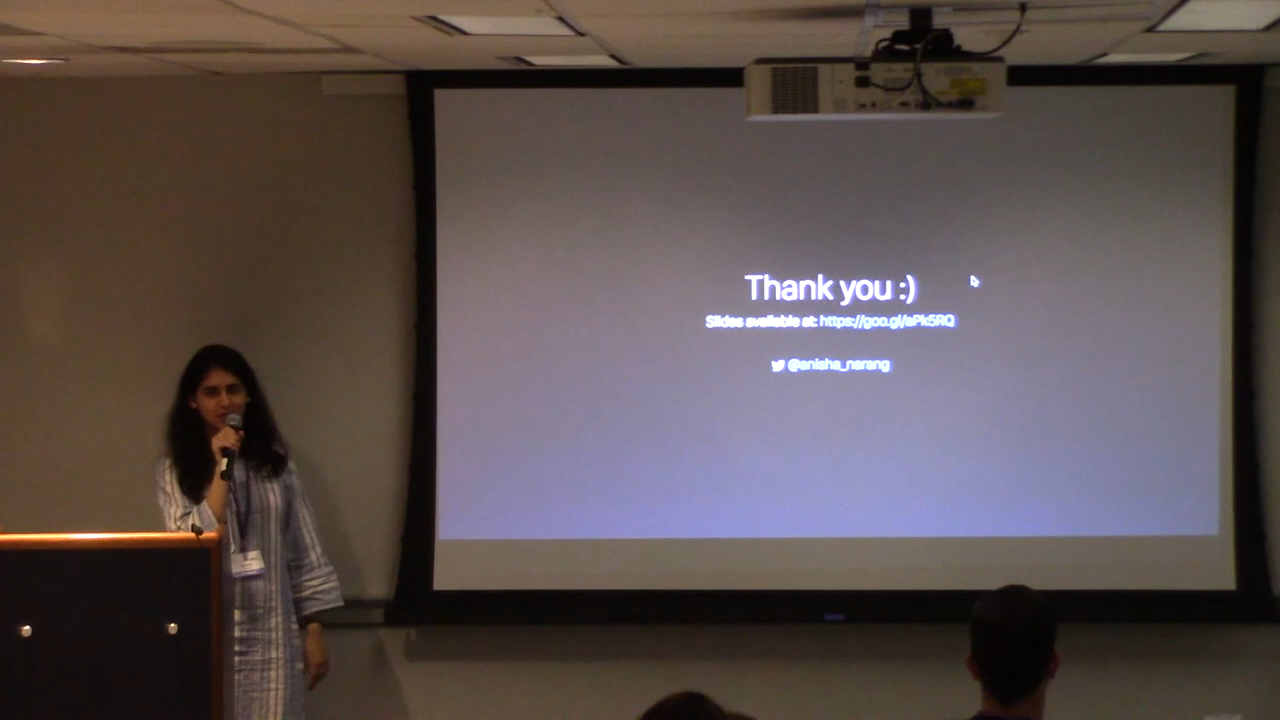 Thank you :)
Slides available at: https://goo.gl/aPk5RQ
@anisha_narang